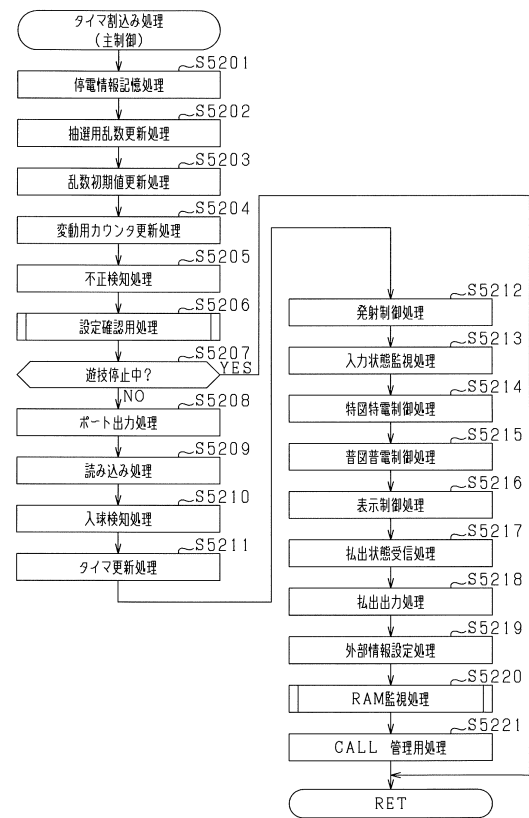 タイマ割込み処理
（主制御）
S5201
停電情報記憶処理
S5202
抽選用乱数更新処理
S5203
乱数初期値更新処理
S5204
変動用カウンタ更新処理
S5205
不正検知処理
S5206
設定確認用処理
S5207
遊技停止中？
YES
NO
S5208
ポート出力処理
S5209
読み込み処理
S5210
入球検知処理
S5211
タイマ更新処理
S5212
発射制御処理
S5213
入力状態監視処理
S5214
特図特電制御処理
S5215
普図普電制御処理
S5216
表示制御処理
S5217
払出状態受信処理
S5218
払出出力処理
S5219
外部情報設定処理
S5220
RAM監視処理
S5221
CALL 管理用処理
RET